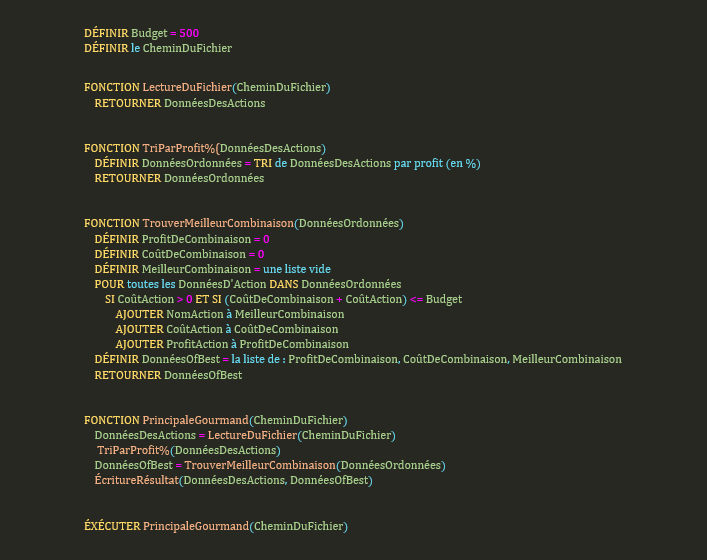 DÉFINIR Budget = 500
DÉFINIR le CheminDuFichier
FONCTION LectureDuFichier(CheminDuFichier)
RETOURNER DonnéesDesActions
FONCTION TriParProfit%(DonnéesDesActions)
DÉFINIR DonnéesOrdonnées = TRI de DonnéesDesActions par profit (en %)
RETOURNER DonnéesOrdonnées
FONCTION TrouverMeilleurCombinaison(DonnéesOrdonnées)
DÉFINIR ProfitDeCombinaison = 0
DÉFINIR CoûtDeCombinaison = 0
DÉFINIR MeilleurCombinaison = une liste vide
POUR toutes les DonnéesD'Action DANS DonnéesOrdonnées
SI CoûtAction > 0 ET SI (CoûtDeCombinaison + CoûtAction) <= Budget
AJOUTER NomAction à MeilleurCombinaison
AJOUTER CoûtAction à CoûtDeCombinaison
AJOUTER ProfitAction à ProfitDeCombinaison
DÉFINIR DonnéesOfBest = la liste de : ProfitDeCombinaison, CoûtDeCombinaison, MeilleurCombinaison
RETOURNER DonnéesOfBest
FONCTION PrincipaleGourmand(CheminDuFichier)
DonnéesDesActions = LectureDuFichier(CheminDuFichier)
TriParProfit%(DonnéesDesActions)
DonnéesOfBest = TrouverMeilleurCombinaison(DonnéesOrdonnées)
ÉcritureRésultat(DonnéesDesActions, DonnéesOfBest)
ÉXÉCUTER PrincipaleGourmand(CheminDuFichier)